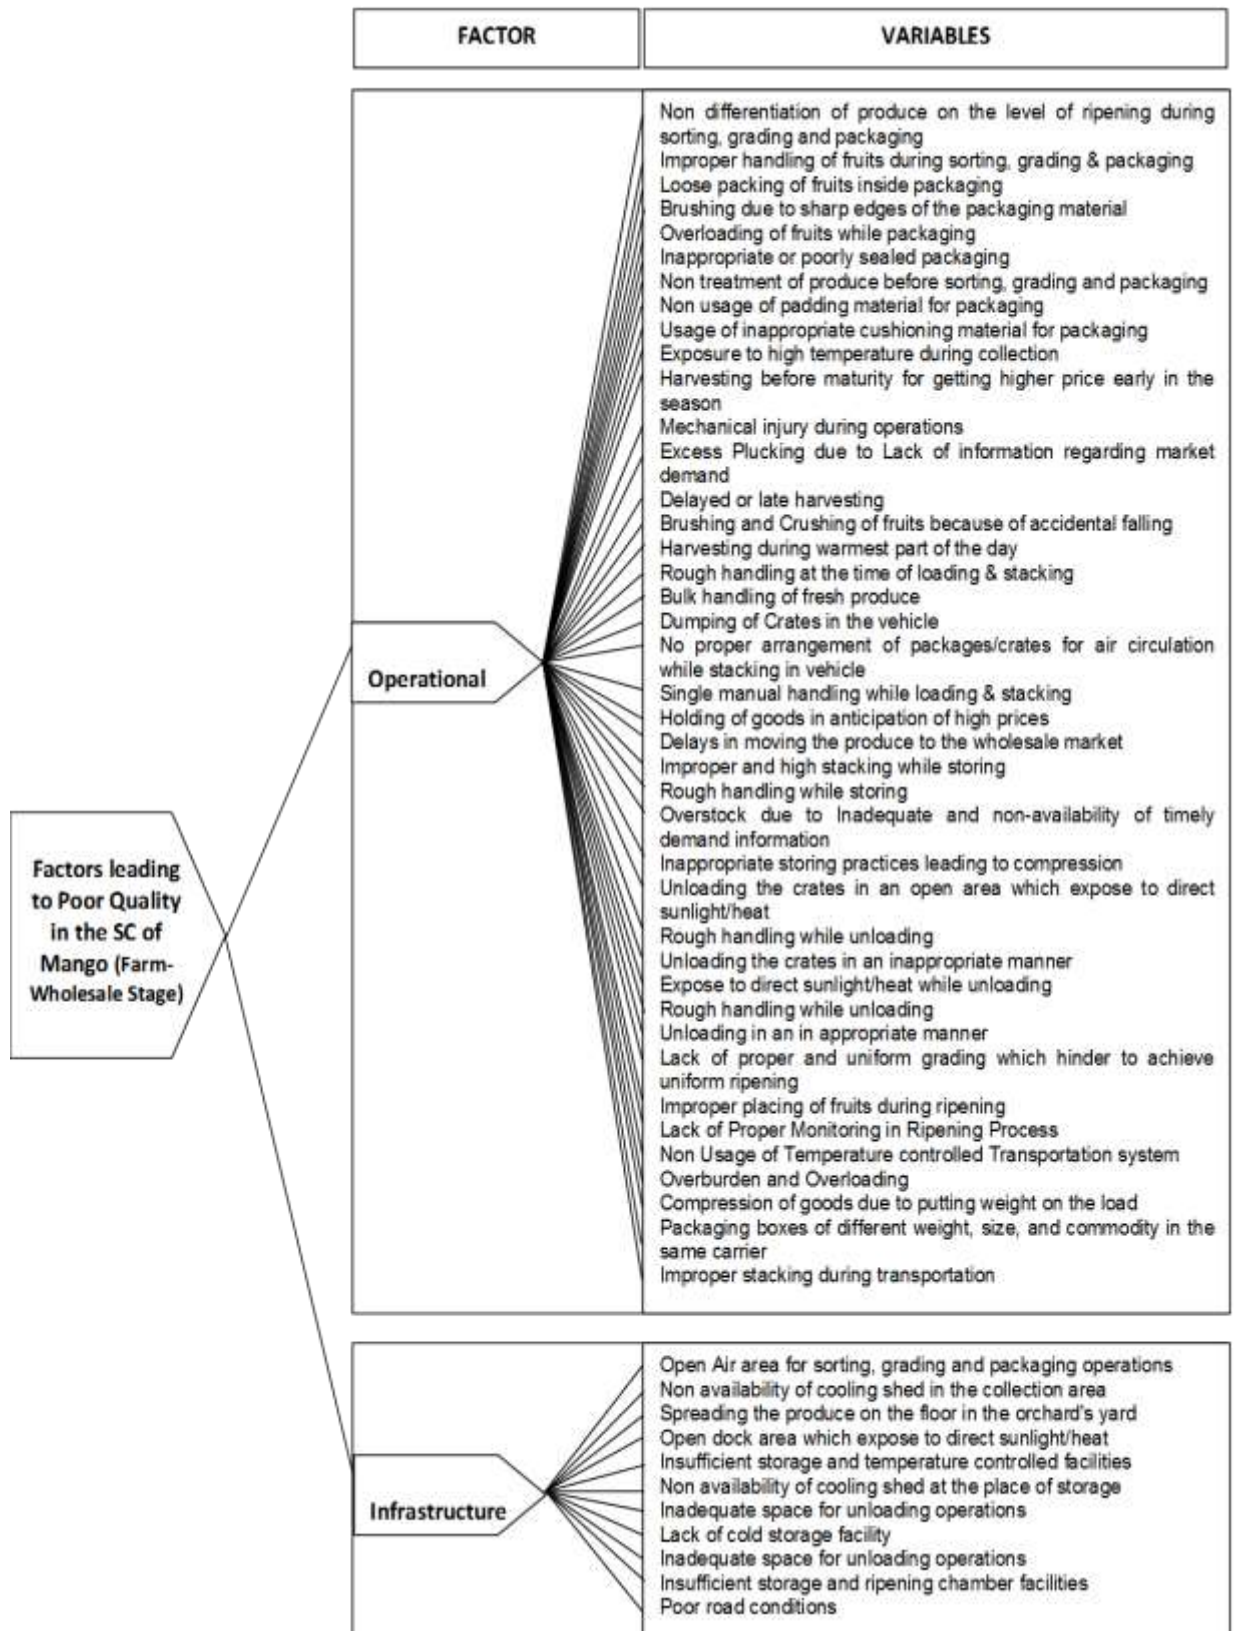 FACTOR
VARIABLES
Non differentiation of produce on the level of ripening during
sorting, grading and packaging
Improper handling of fruits during sorting, grading & packaging
Loose packing of fruits inside packaging
Brushing due to sharp edges of the packaging material
Overloading of fruits while packaging
Inappropriate or poorly sealed packaging
Non treatment of produce before sorting, grading and packaging
Non usage of padding material for packaging
Usage of inappropriate cushioning material for packaging
Exposure to high temperature during collection
Harvesting before maturity for getting higher price early in the
season
Mechanical injury during operations
Excess Plucking due to Lack of information regarding market
demand
Delayed or late harvesting
Brushing and Crushing of fruits because of accidental falling
Harvesting during warmest part of the day
Rough handling at the time of loading & stacking
Bulk handling of fresh produce
Dumping of Crates in the vehicle
No proper arrangement of packages/crates for air circulation
while stacking in vehicle
Single manual handling while loading & stacking
Holding of goods in anticipation of high prices
Delays in moving the produce to the wholesale market
Improper and high stacking while storing
Rough handling while storing
Overstock due to Inadequate and non-availability of timely
demand information
Inappropriate storing practices leading to compression
Unloading the crates in an open area which expose to direct
sunlight/heat
Rough handling while unloading
Unloading the crates in an inappropriate manner
Expose to direct sunlight/heat while unloading
Rough handling while unloading
Unloading in an in appropriate manner
Lack of proper and uniform grading which hinder to achieve
uniform ripening
Improper placing of fruits during ripening
Lack of Proper Monitoring in Ripening Process
Non Usage of Temperature controlled Transportation system
Overburden and Overloading
Compression of goods due to putting weight on the load
Packaging boxes of different weight, size, and commodity in the
same carrier
Improper stacking during transportation
Operational
Factors leading
to Poor Quality
in the SC of
Mango (Farm-
Wholesale Stage)
Infrastructure
Open Air area for sorting, grading and packaging operations
Non availability of cooling shed in the collection area
Spreading the produce on the floor in the orchard's yard
Open dock area which expose to direct sunlight/heat
Insufficient storage and temperature controlled facilities
Non availability of cooling shed at the place of storage
Inadequate space for unloading operations
Lack of cold storage facility
Inadequate space for unloading operations
Insufficient storage and ripening chamber facilities
Poor road conditions